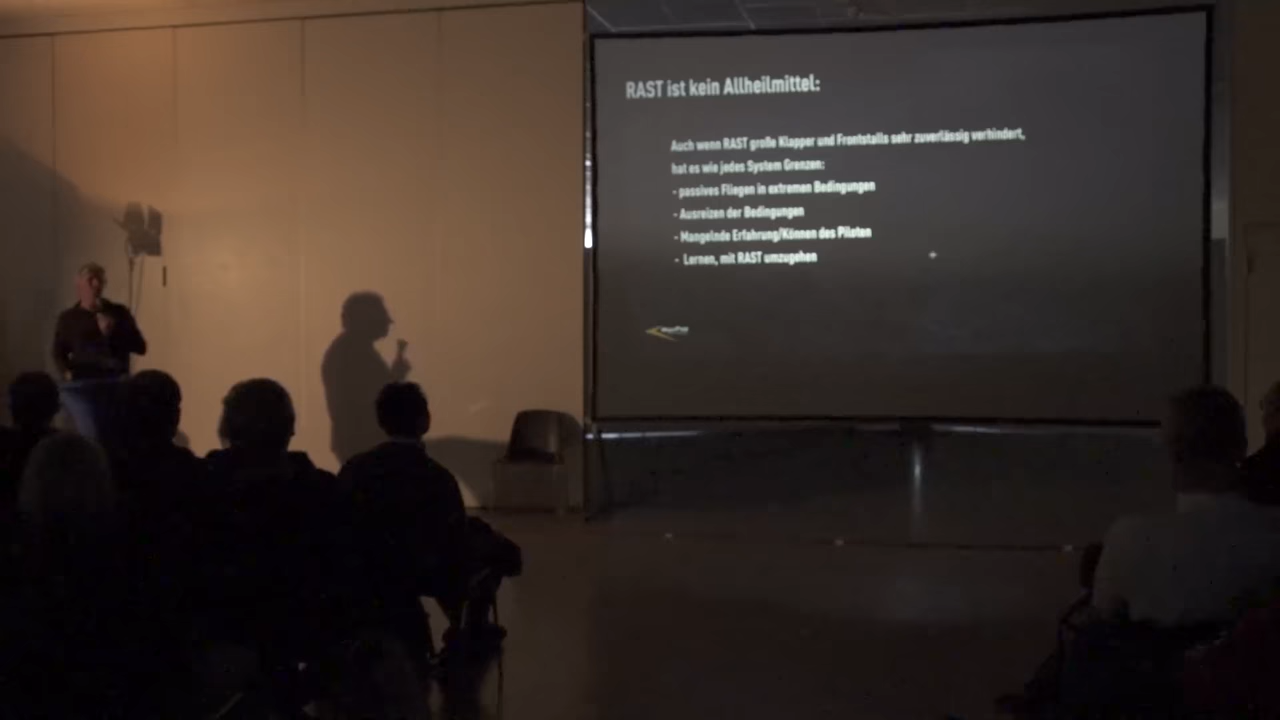 RAST ist kein Allheilmittel:
Auch wenn RAST große Klapper und Frontstalls sehr zuverlässig verhindert,
hat es wie jedes System Grenzen:
- passives Fliegen in extremen Bedingungen
- Ausreizen der Bedingungen
- Mangelnde Erfahrung/Können des Piloten
- Lernen, mit RAST umzugehen